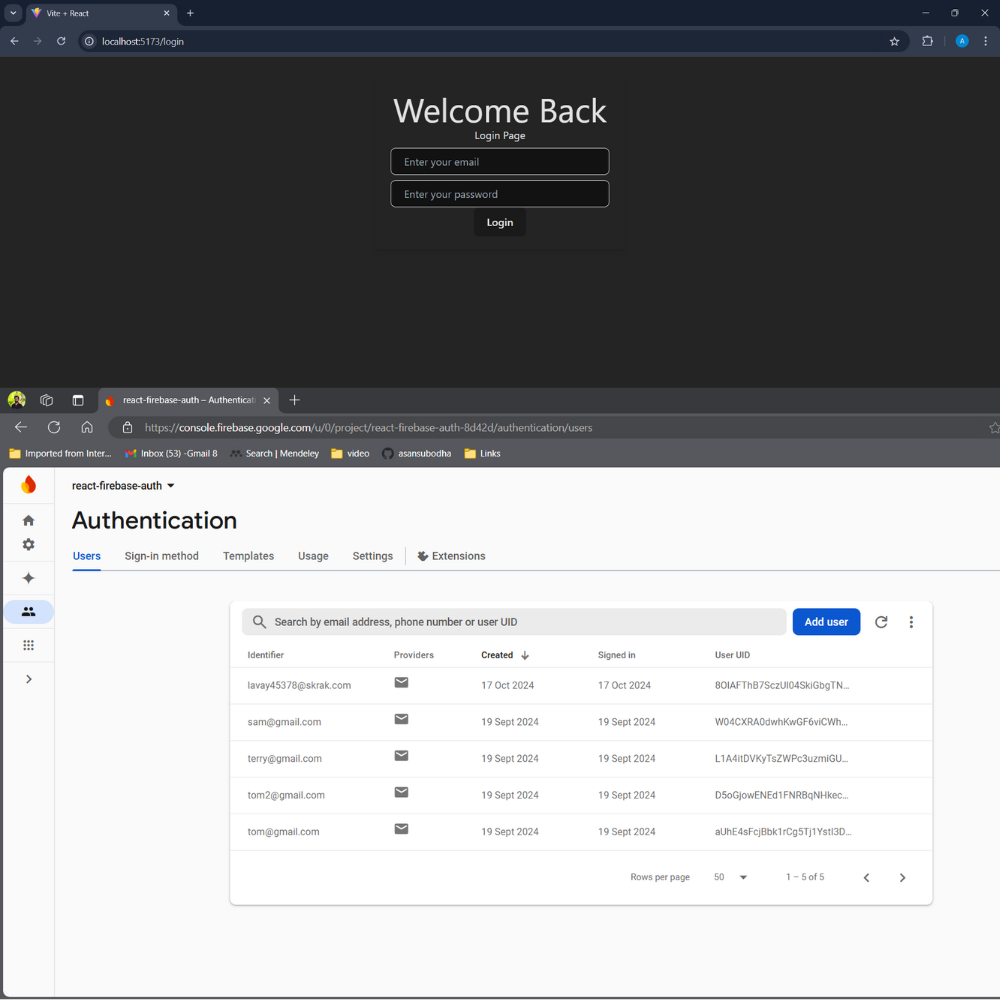 Vite + React
localhost:5173/login
A
Welcome Back
Login Page
Enter your email
Enter your password
Login
react-firebase-auth – Authenticati
https://console.firebase.google.com/u/0/project/react-firebase-auth-8d42d/authentication/users
Imported from Inter... Inbox (53) -Gmail 8 Search | Mendeley video asansubodha Links
react-firebase-auth
Authentication
Users Sign-in method Templates Usage Settings Extensions
Search by email address, phone number or user UID Add user
Identifier Providers Created Signed in User UID
lavay45378@skrak.com 17 Oct 2024 17 Oct 2024 8OIAFThB7SczUl04SkiGbgTN...
sam@gmail.com 19 Sept 2024 19 Sept 2024 W04CXRA0dwhKwGF6viCWh...
terry@gmail.com 19 Sept 2024 19 Sept 2024 L1A4itDVKyTsZWPc3uzmiGU...
tom2@gmail.com 19 Sept 2024 19 Sept 2024 D5oGjowENEd1FNRBqNHkec...
tom@gmail.com 19 Sept 2024 19 Sept 2024 aUhE4sFcjBbk1rCg5Tj1YstI3D...
Rows per page 50 1 – 5 of 5